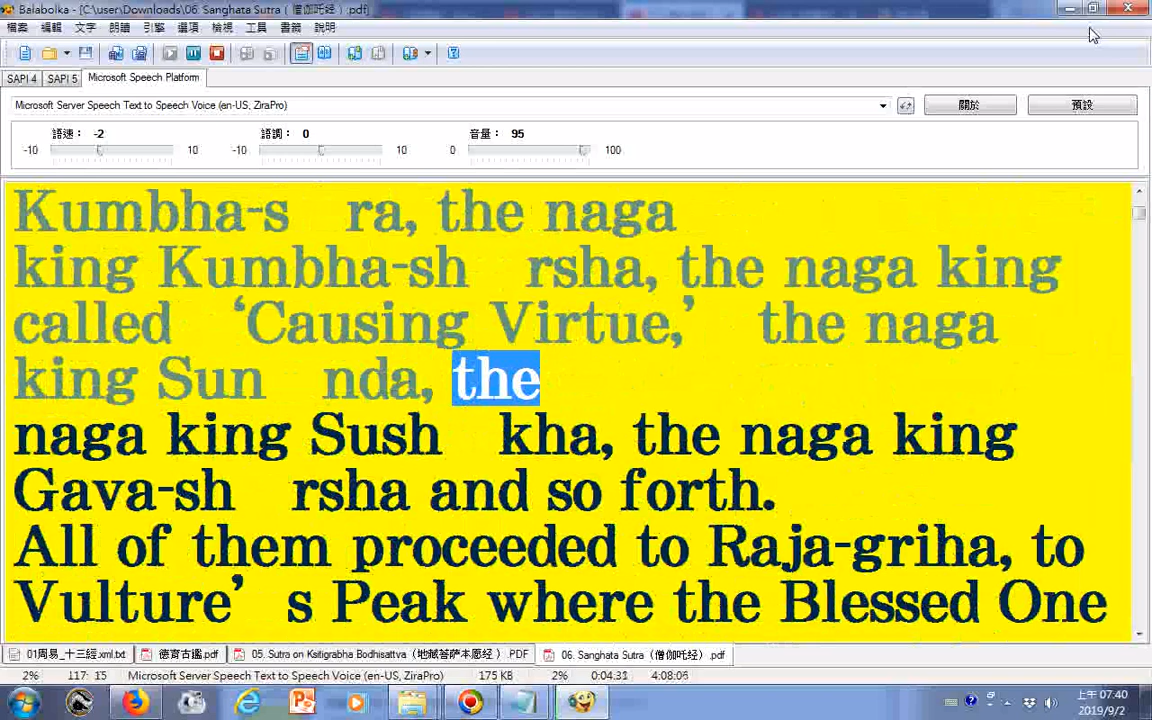 Balabolka - [C:\user\Downloads\06. Sanghata Sutra（僧伽吒经）.pdf]
檔案 編輯 文字 朗讀 引擎 選項 檢視 工具 書籤 說明
SAPI 4 SAPI 5 Microsoft Speech Platform
Microsoft Server Speech Text to Speech Voice (en-US, ZiraPro) 關於 預設
語速： -2 語調： 0 音量： 95
-10 10 -10 10 0 100
Kumbha-s ra, the naga
king Kumbha-sh rsha, the naga king
called ‘Causing Virtue,’ the naga
king Sun nda, the
naga king Sush kha, the naga king
Gava-sh rsha and so forth.
All of them proceeded to Raja-griha, to
Vulture’s Peak where the Blessed One
01周易_十三經.xml.txt 德育古鑑.pdf 05. Sutra on Ksitigrabha Bodhisattva（地藏菩萨本愿经）.PDF 06. Sanghata Sutra（僧伽吒经）.pdf
2% 117: 15 Microsoft Server Speech Text to Speech Voice (en-US, ZiraPro) 175 KB 2% 0:04:31 4:08:05
上午 07:40
2019/9/2